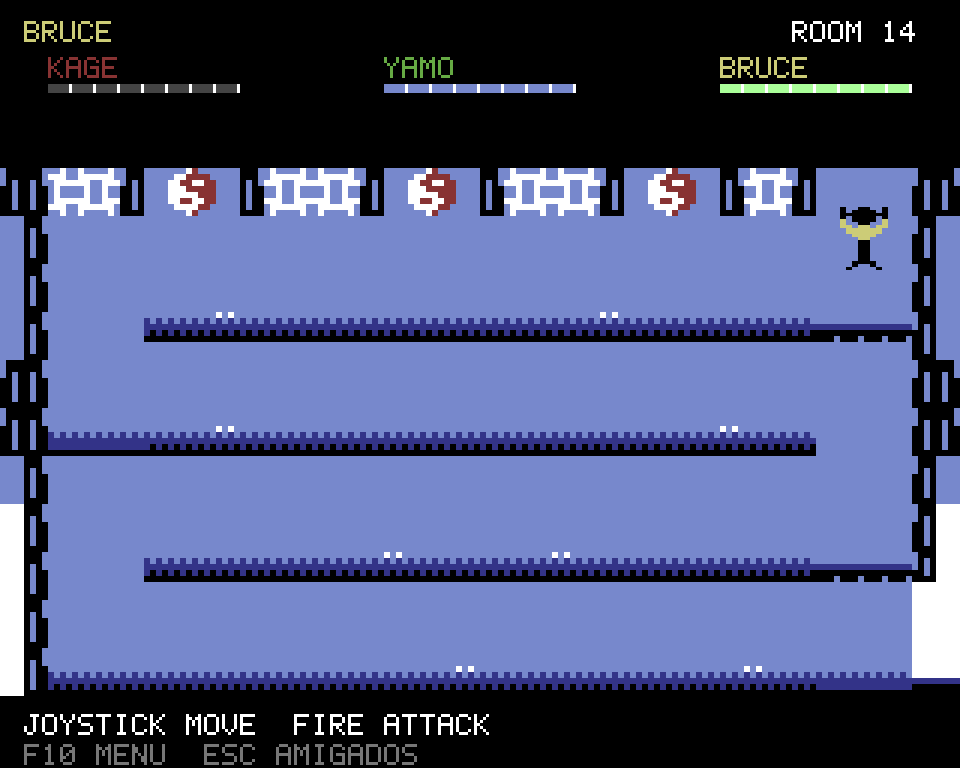 BRUCE ROOM 14
KAGE YAMO BRUCE
JOYSTICK MOVE FIRE ATTACK
F10 MENU ESC AMIGADOS